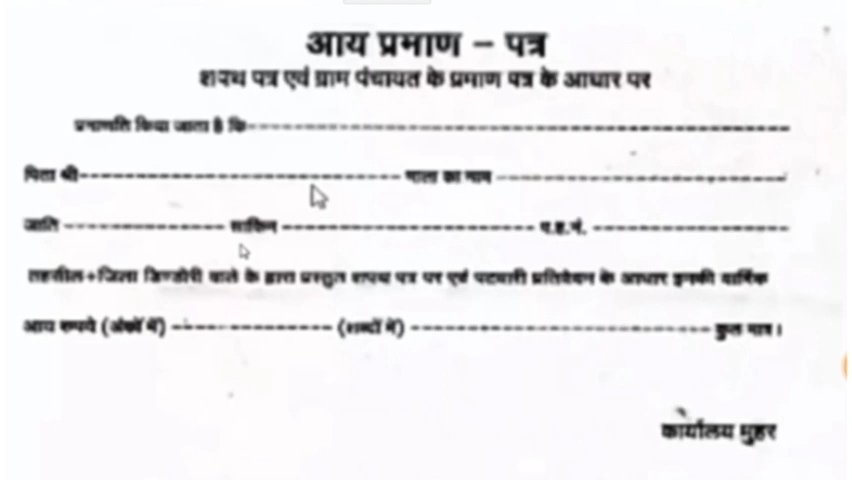 आय प्रमाण – पत्र
शपथ पत्र एवं ग्राम पंचायत के प्रमाण पत्र के आधार पर
प्रमाणति किया जाता है कि--------------------
पिता श्री-------------------- माता का नाम --------------------
जाति -------------------- साकिन -------------------- प.ह.नं. --------------------
तहसील+जिला डिण्डोरी वाले के द्वारा प्रस्तुत शपथ पत्र पर एवं पटवारी प्रतिवेदन के आधार इनकी वार्षिक
आय रूपये (अंकों में) -------------------- (शब्दों में) -------------------- कुल मात्र।
कार्यालय मुहर